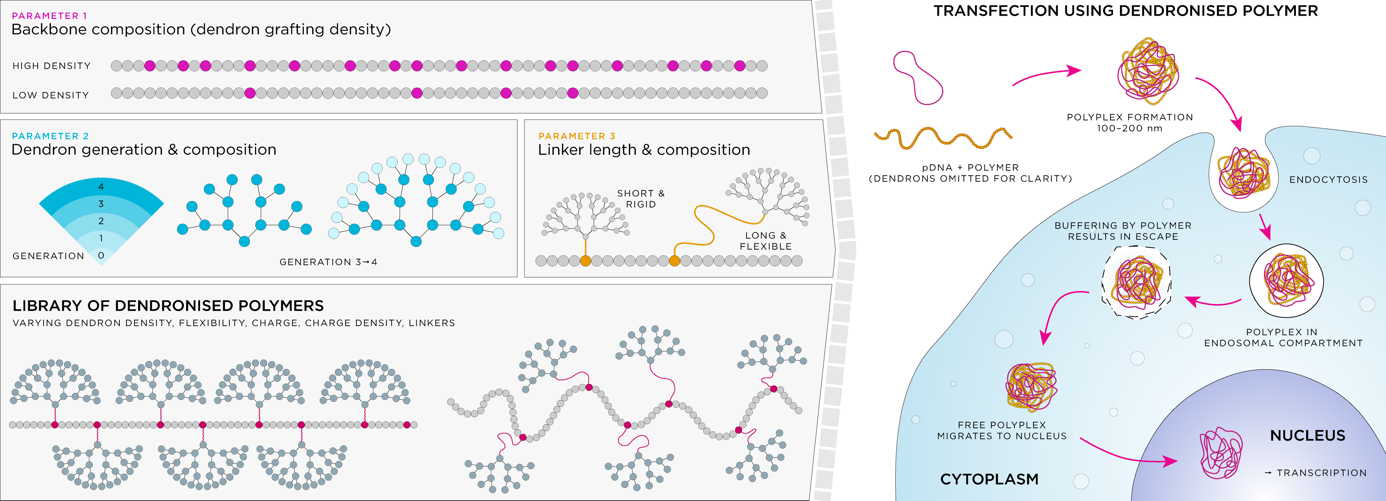 PARAMETER 1
Backbone composition (dendron grafting density)
HIGH DENSITY
LOW DENSITY
PARAMETER 2
Dendron generation & composition
4
3
2
1
0
GENERATION
GENERATION 3→4
PARAMETER 3
Linker length & composition
SHORT &
RIGID
LONG &
FLEXIBLE
LIBRARY OF DENDRONISED POLYMERS
VARYING DENDRON DENSITY, FLEXIBILITY, CHARGE, CHARGE DENSITY, LINKERS
TRANSFECTION USING DENDRONISED POLYMER
POLYPLEX FORMATION
100–200 nm
pDNA + POLYMER
(DENDRONS OMITTED FOR CLARITY)
ENDOCYTOSIS
BUFFERING BY POLYMER
RESULTS IN ESCAPE
POLYPLEX IN
ENDOSOMAL COMPARTMENT
FREE POLYPLEX
MIGRATES TO NUCLEUS
NUCLEUS
→ TRANSCRIPTION
CYTOPLASM